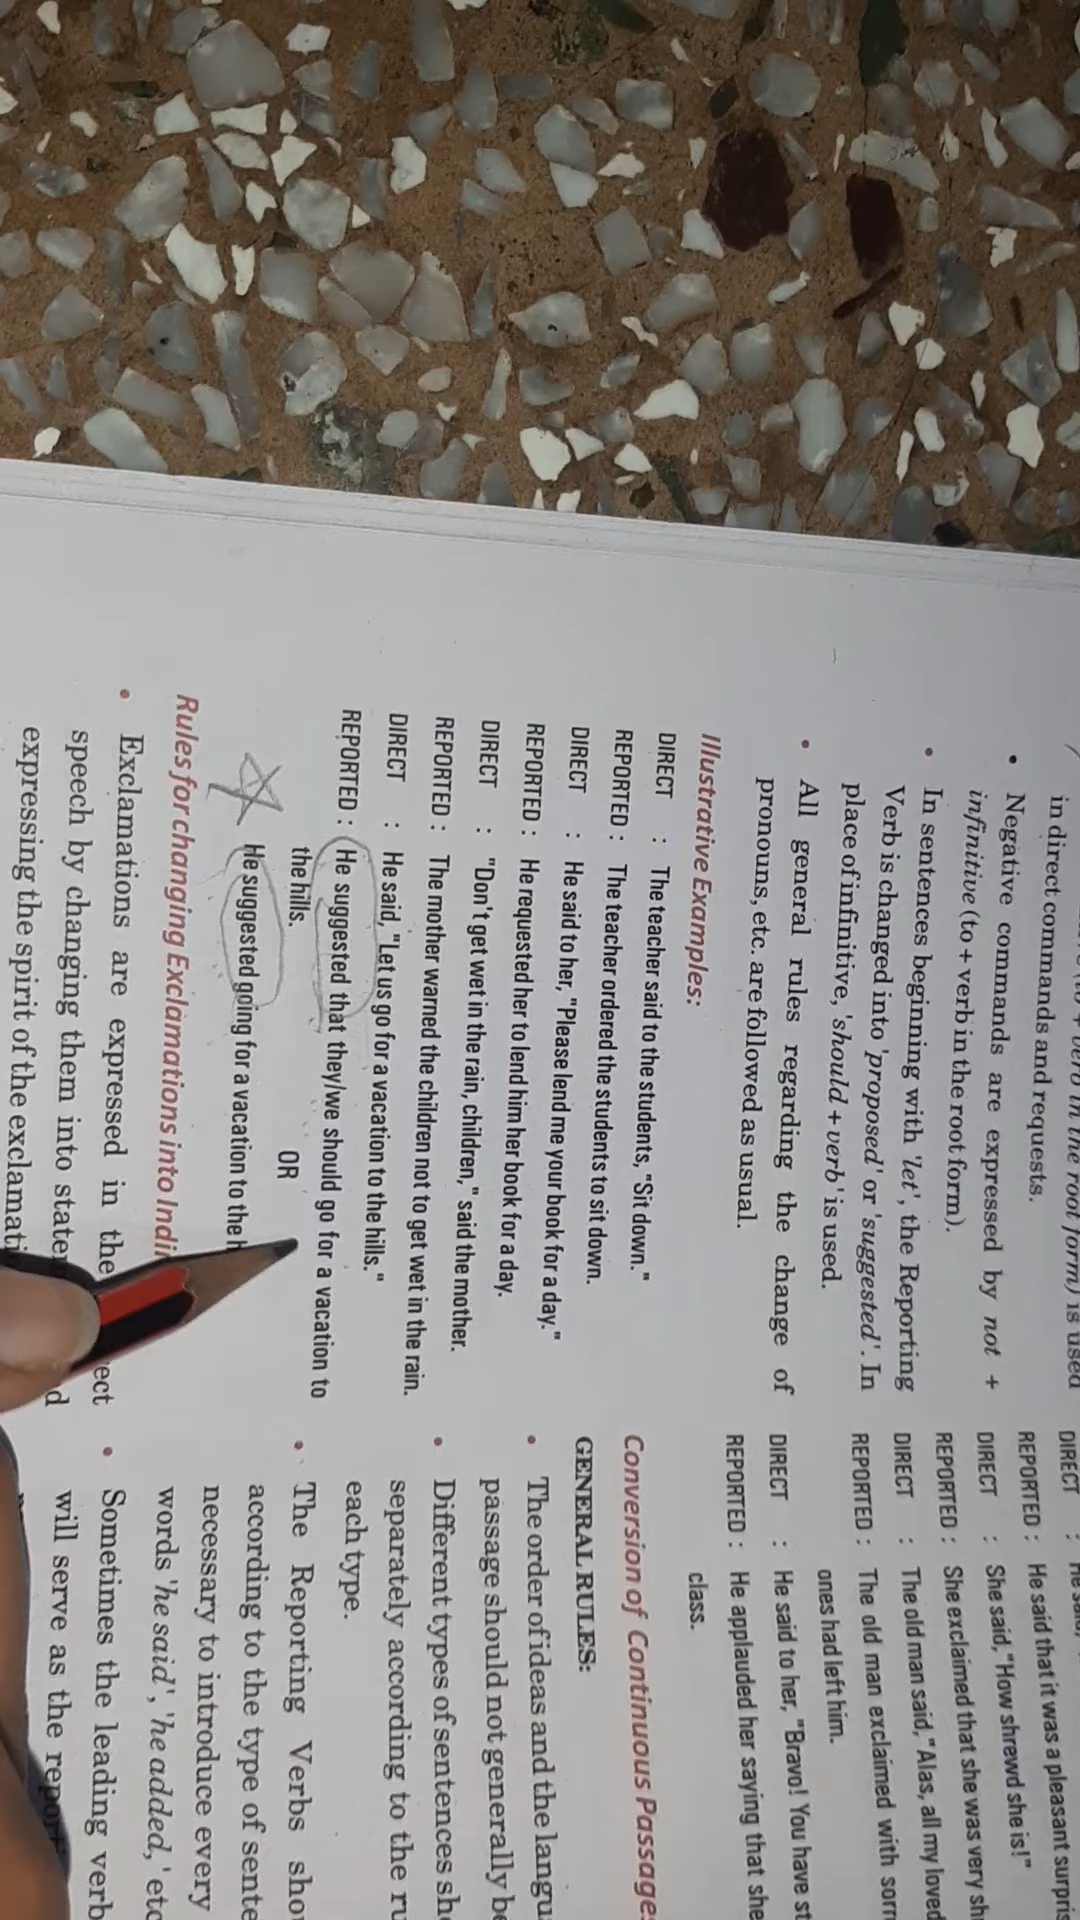 verb in the root form) is used
in direct commands and requests.
• Negative commands are expressed by not +
infinitive (to + verb in the root form).
• In sentences beginning with 'let', the Reporting
Verb is changed into 'proposed' or 'suggested'. In
place of infinitive, 'should + verb' is used.
• All general rules regarding the change of
pronouns, etc. are followed as usual.
Illustrative Examples:
DIRECT : The teacher said to the students, "Sit down."
REPORTED : The teacher ordered the students to sit down.
DIRECT : He said to her, "Please lend me your book for a day."
REPORTED : He requested her to lend him her book for a day.
DIRECT : "Don't get wet in the rain, children," said the mother.
REPORTED : The mother warned the children not to get wet in the rain.
DIRECT : He said, "Let us go for a vacation to the hills."
REPORTED : He suggested that they/we should go for a vacation to
the hills.
OR
He suggested going for a vacation to the
Rules for changing Exclamations into
• Exclamations are expressed in the
speech by changing them into
expressing the spirit of the
DIRECT :
REPORTED : He said that it was a pleasant
DIRECT : She said, "How shrewd she is!"
REPORTED : She exclaimed that she was very
DIRECT : The old man said, "Alas, all my loved
REPORTED : The old man exclaimed with
ones had left him.
DIRECT : He said to her, "Bravo! You have
REPORTED : He applauded her saying that she
class.
Conversion of Continuous
GENERAL RULES:
• The order of ideas and the
passage should not generally
• Different types of sentences
separately according to the
each type.
• The Reporting Verbs
according to the type of
necessary to introduce every
words 'he said', 'he added,'
• Sometimes the leading verb
will serve as the